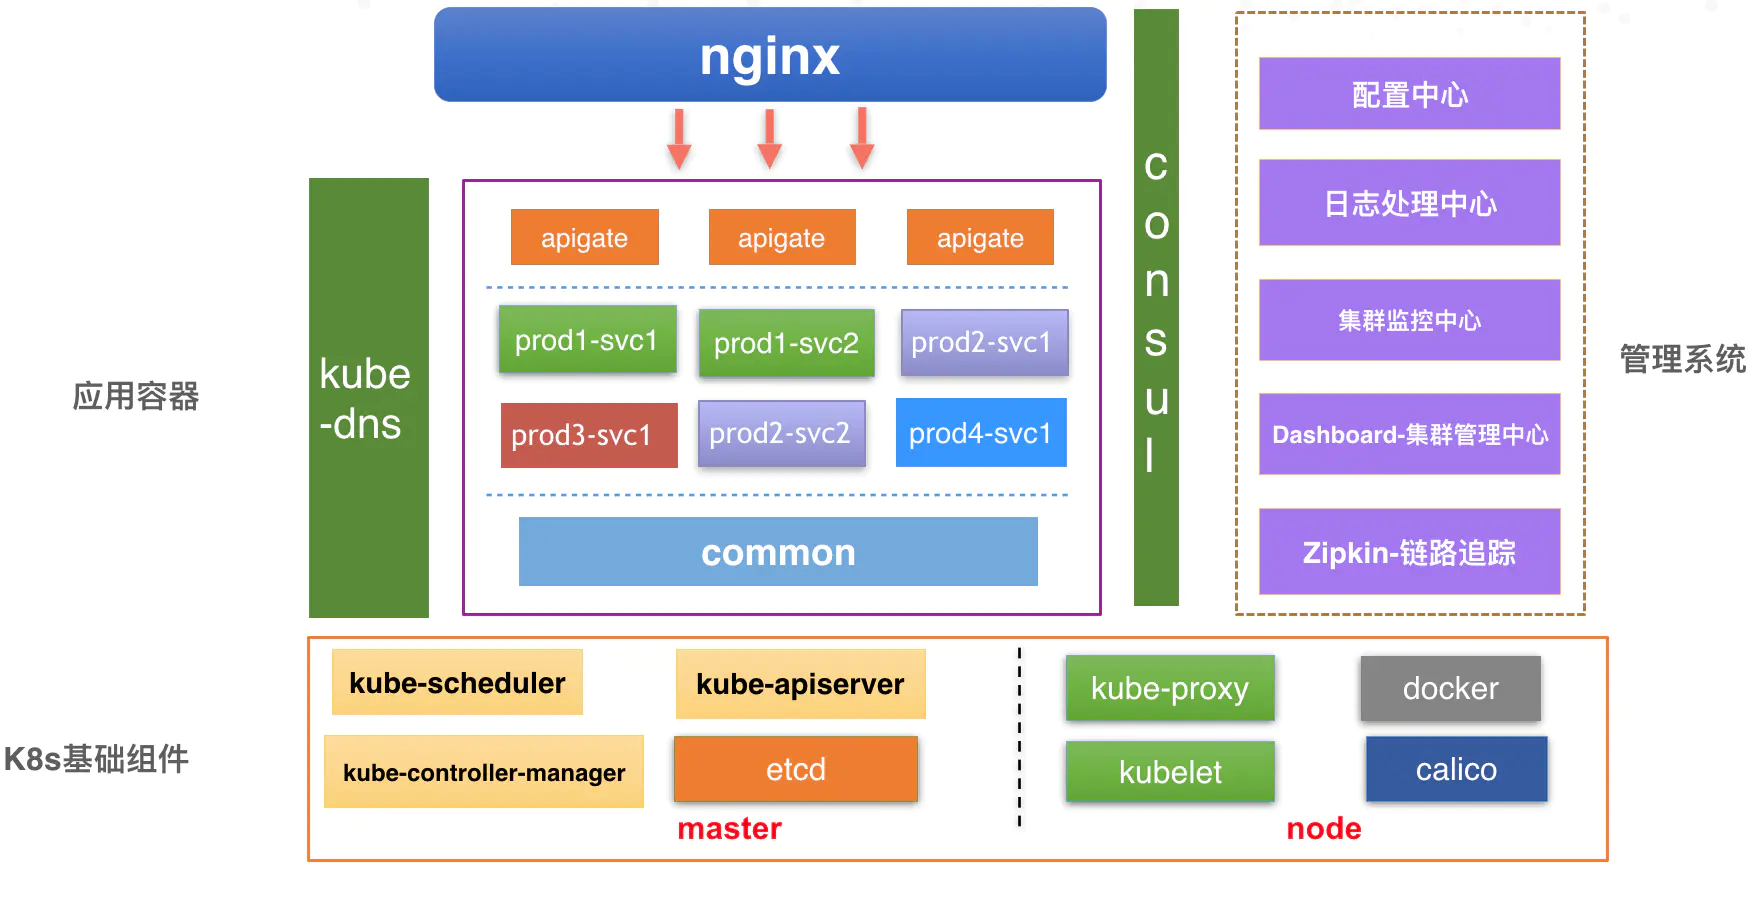 nginx
consul
配置中心
日志处理中心
集群监控中心
Dashboard-集群管理中心
Zipkin-链路追踪
管理系统
应用容器
kube
-dns
apigate
apigate
apigate
prod1-svc1
prod1-svc2
prod2-svc1
prod3-svc1
prod2-svc2
prod4-svc1
common
K8s基础组件
kube-scheduler
kube-apiserver
kube-controller-manager
etcd
master
kube-proxy
docker
kubelet
calico
node